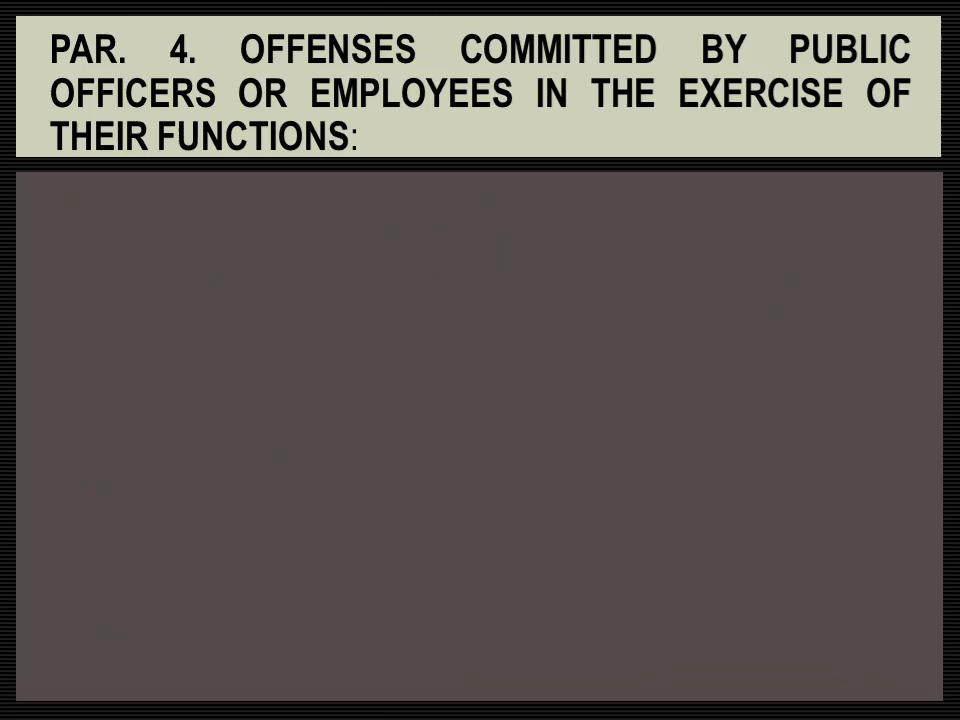 PAR. 4. OFFENSES COMMITTED BY PUBLIC
OFFICERS OR EMPLOYEES IN THE EXERCISE OF
THEIR FUNCTIONS: